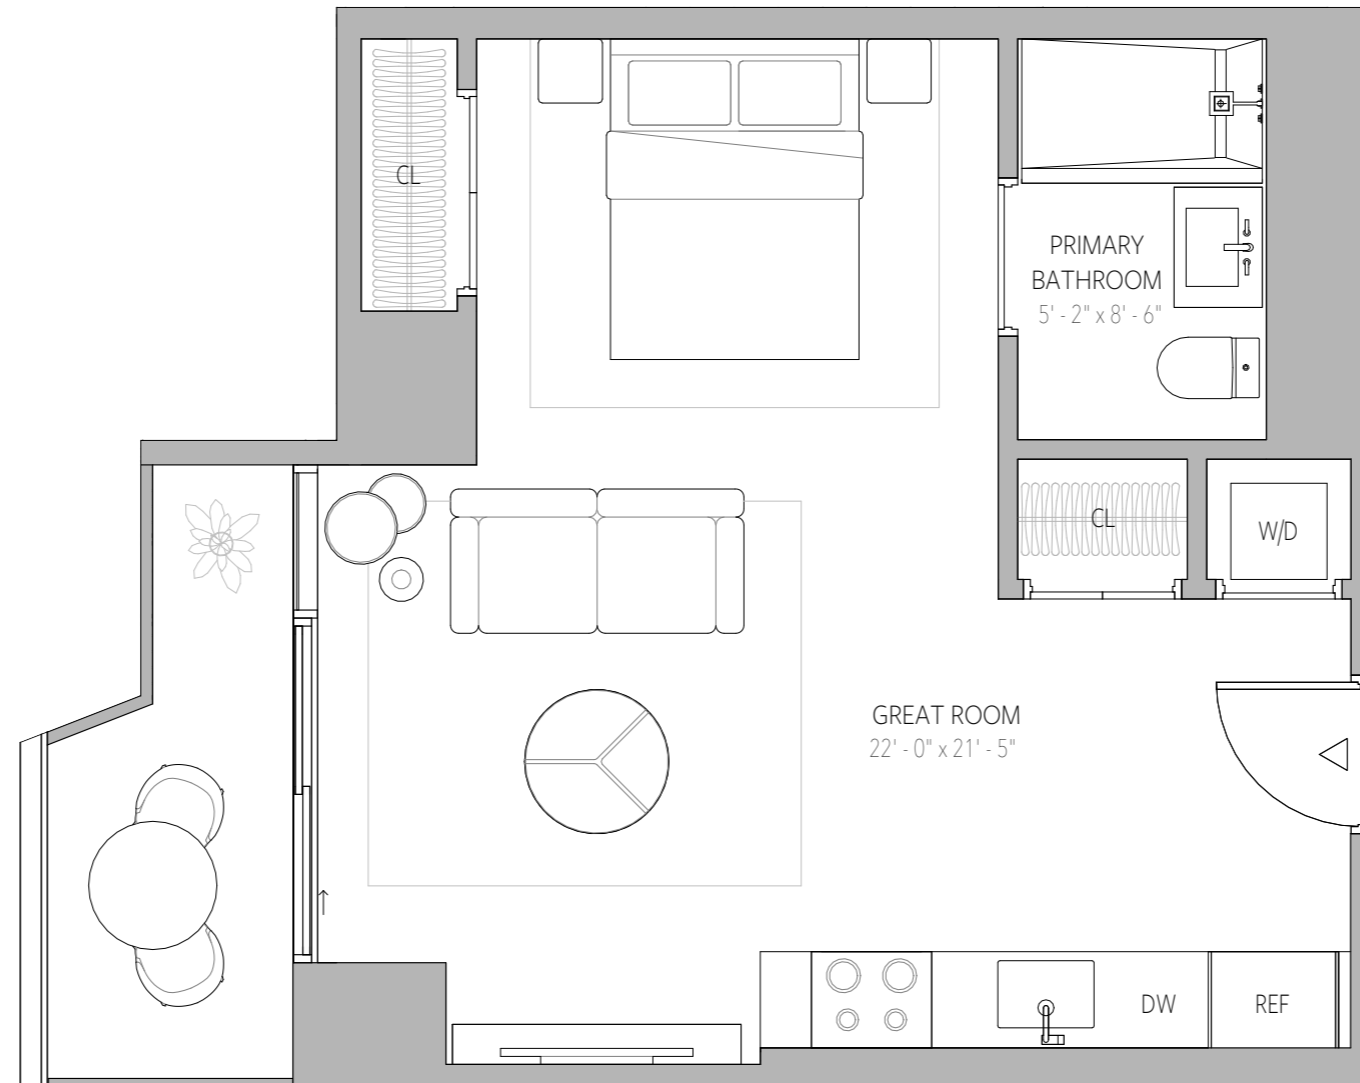 CL
PRIMARY
BATHROOM
5' - 2" x 8' - 6"
CL
W/D
GREAT ROOM
22' - 0" x 21' - 5"
DW
REF